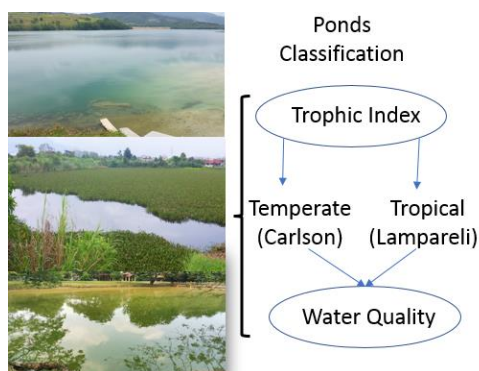 Ponds
Classification
Trophic Index
Temperate
(Carlson)
Tropical
(Lampareli)
Water Quality